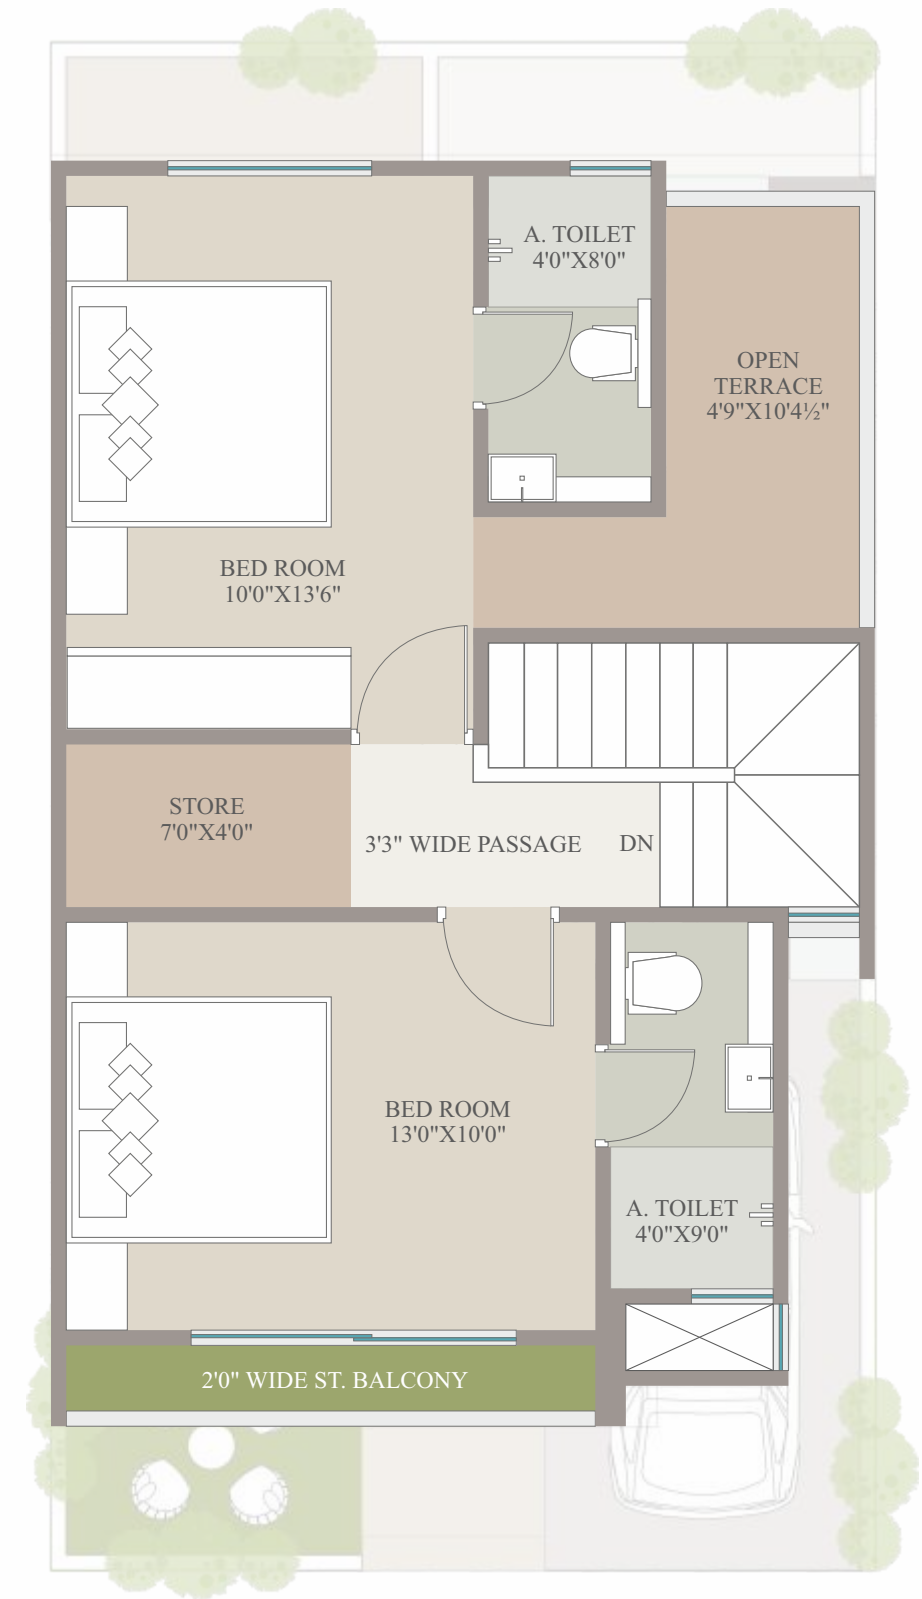 A. TOILET
4'0"X8'0"
OPEN
TERRACE
4'9"X10'4½"
BED ROOM
10'0"X13'6"
STORE
7'0"X4'0"
3'3" WIDE PASSAGE
DN
BED ROOM
13'0"X10'0"
A. TOILET
4'0"X9'0"
2'0" WIDE ST. BALCONY